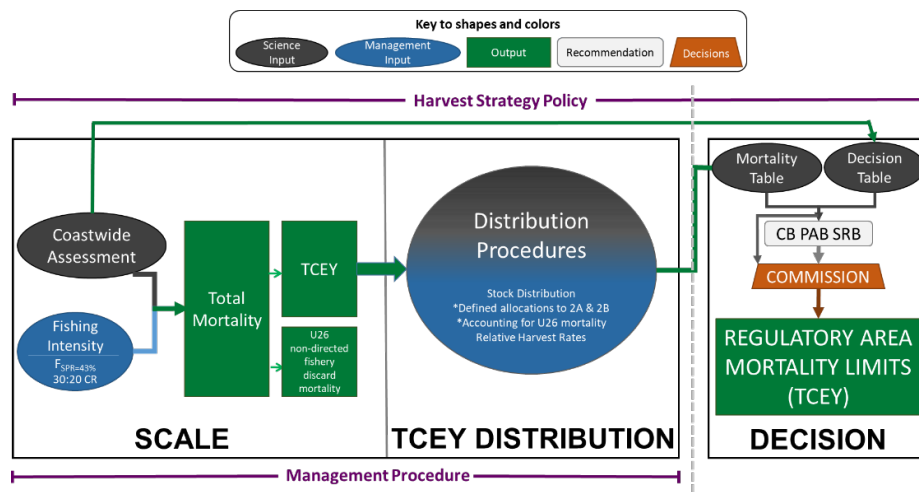 Key to shapes and colors
Science
Input
Management
Input
Output
Recommendation
Decisions
Harvest Strategy Policy
Coastwide
Assessment
Fishing
Intensity
FSPR=43%
30:20 CR
Total
Mortality
TCEY
U26
non-directed
fishery
discard
mortality
SCALE
Distribution
Procedures
Stock Distribution
*Defined allocations to 2A & 2B
*Accounting for U26 mortality
Relative Harvest Rates
TCEY DISTRIBUTION
Mortality
Table
Decision
Table
CB PAB SRB
COMMISSION
REGULATORY AREA
MORTALITY LIMITS
(TCEY)
DECISION
Management Procedure